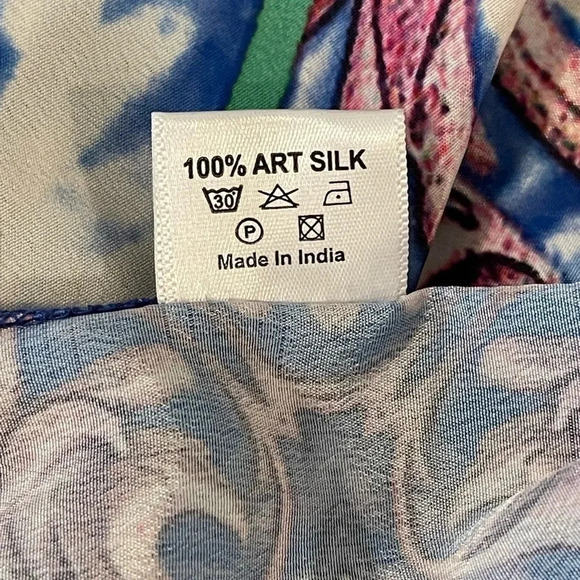 100% ART SILK
30
P
Made In India